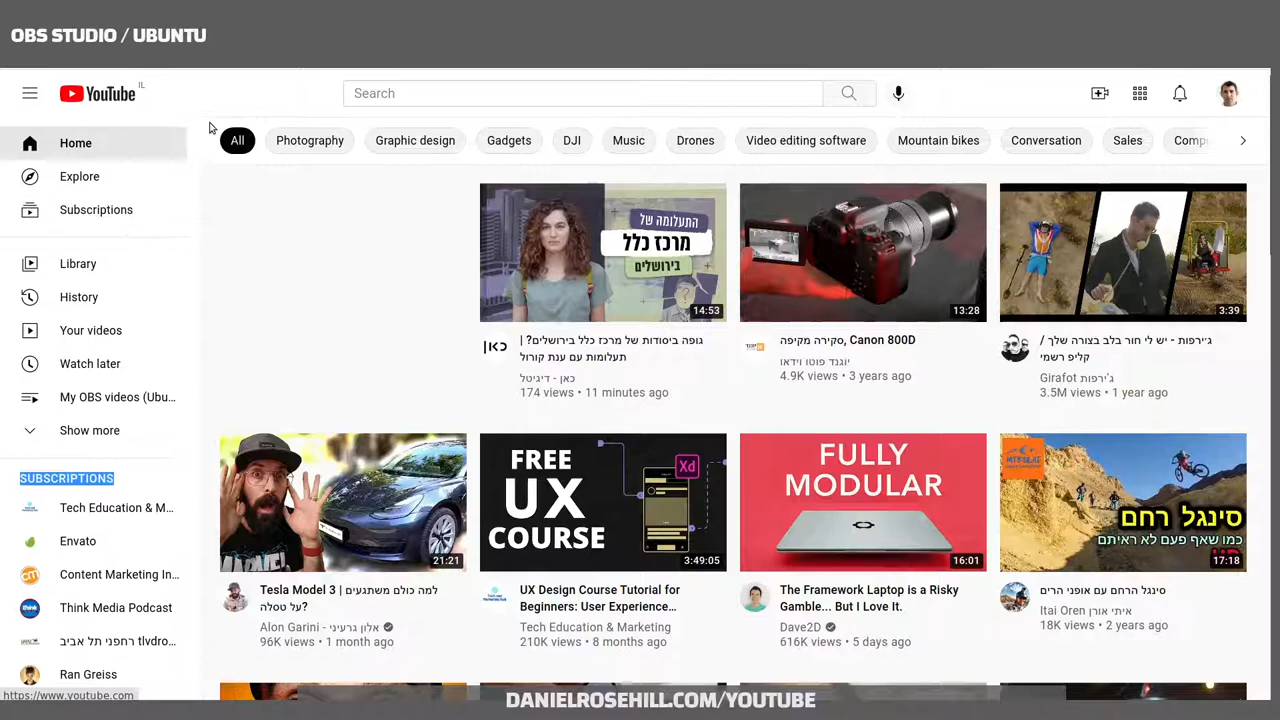 OBS STUDIO / UBUNTU
YouTube IL
Search
Home
Explore
Subscriptions
Library
History
Your videos
Watch later
My OBS videos (Ubu...
Show more
SUBSCRIPTIONS
Tech Education & M...
Envato
Content Marketing In...
Think Media Podcast
רחפני תל אביב tlvdro...
Ran Greiss
https://www.youtube.com
All
Photography
Graphic design
Gadgets
DJI
Music
Drones
Video editing software
Mountain bikes
Conversation
Sales
Comp
התעלומה של
מרכז כלל
בירושלים
14:53
כאן
גופה ביסודות של מרכז כלל בירושלים? |
תעלומות עם ענת קורול
כאן - דיגיטל
174 views • 11 minutes ago
13:28
סקירה מקיפה, Canon 800D
יוגנד פוטו וידאו
4.9K views • 3 years ago
3:39
ג׳ירפות - יש לי חור בלב בצורה שלך /
קליפ רשמי
Girafot ג'ירפות
3.5M views • 1 year ago
21:21
Tesla Model 3 | למה כולם משתגעים
על טסלה?
Alon Garini - אלון גרעיני
96K views • 1 month ago
FREE
UX
COURSE
Xd
3:49:05
UX Design Course Tutorial for
Beginners: User Experience...
Tech Education & Marketing
210K views • 8 months ago
FULLY
MODULAR
16:01
The Framework Laptop is a Risky
Gamble... But I Love It.
Dave2D
616K views • 5 days ago
סינגל רחם
כמו שאף פעם לא ראיתם
17:18
סינגל הרחם עם אופני הרים
Itai Oren איתי אורן
18K views • 2 years ago
DANIELROSEHILL.COM/YOUTUBE